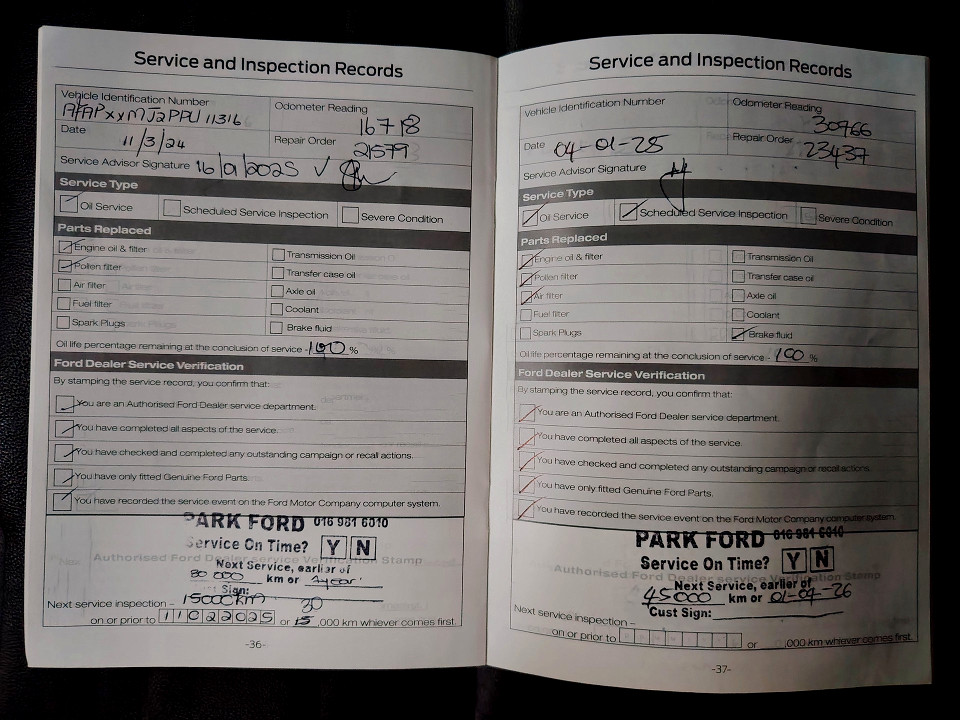 Service and Inspection Records
Vehicle Identification Number
AFAPXXMJ2PPU11316
Odometer Reading
16718
Date
11/3/24
Repair Order
21579
Service Advisor Signature 16/01/2025
Service Type
Oil Service Scheduled Service Inspection Severe Condition
Parts Replaced
Engine oil & filter Transmission Oil
Pollen filter Transfer case oil
Air filter Axle oil
Fuel filter Coolant
Spark Plugs Brake fluid
Oil life percentage remaining at the conclusion of service - 100 %
Ford Dealer Service Verification
By stamping the service record, you confirm that:
You are an Authorised Ford Dealer service department.
You have completed all aspects of the service.
You have checked and completed any outstanding campaign or recall actions.
You have only fitted Genuine Ford Parts.
You have recorded the service event on the Ford Motor Company computer system.
PARK FORD 016 981 6010
Service On Time? Y N
Authorised Ford Dealer Service Verification Stamp
Next Service, earlier of
km or
Sign:
15000km 30
Next service inspection -
on or prior to 11022025 or 15 ,000 km whiever comes first.
-36-
Service and Inspection Records
Vehicle Identification Number
Odometer Reading
30766
Date 04-01-25
Repair Order
23437
Service Advisor Signature
Service Type
Oil Service Scheduled Service Inspection Severe Condition
Parts Replaced
Engine oil & filter Transmission Oil
Pollen filter Transfer case oil
Air filter Axle oil
Fuel filter Coolant
Spark Plugs Brake fluid
Oil life percentage remaining at the conclusion of service - 100 %
Ford Dealer Service Verification
By stamping the service record, you confirm that:
You are an Authorised Ford Dealer service department.
You have completed all aspects of the service.
You have checked and completed any outstanding campaign or recall actions.
You have only fitted Genuine Ford Parts.
You have recorded the service event on the Ford Motor Company computer system.
PARK FORD 016 981 6010
Service On Time? Y N
Authorised Ford Dealer Service Verification Stamp
Next Service, earlier of
45000 km or 01-04-26
Cust Sign:
Next service inspection -
on or prior to or ,000 km whiever comes first.
-37-